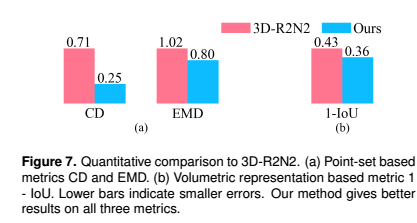 3D-R2N2 Ours
0.71 0.25 1.02 0.80 0.43 0.36
CD EMD 1-IoU
(a) (b)
Figure 7. Quantitative comparison to 3D-R2N2. (a) Point-set based
metrics CD and EMD. (b) Volumetric representation based metric 1
- IoU. Lower bars indicate smaller errors. Our method gives better
results on all three metrics.